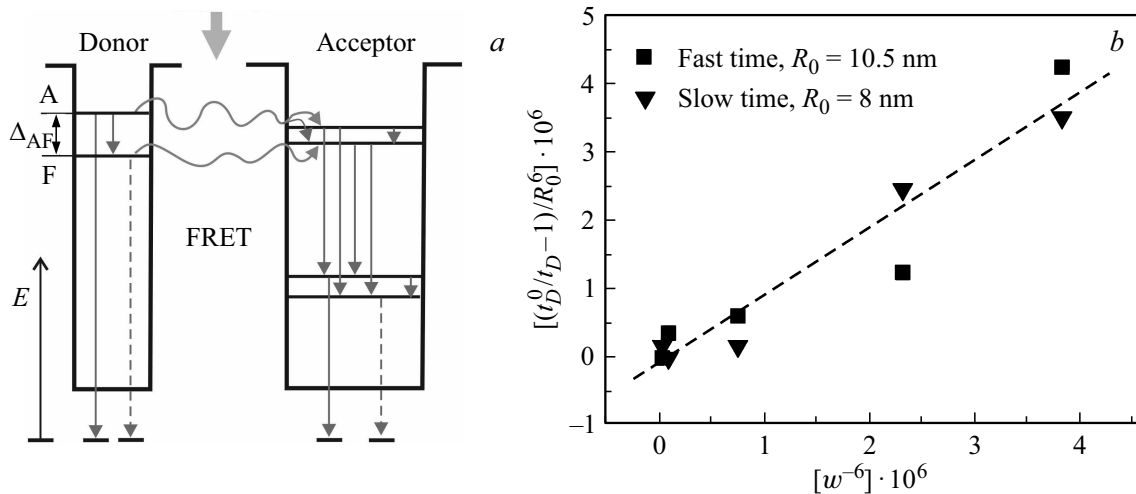 Donor
Acceptor
a
A
Δ_AF
F
FRET
E
b
■ Fast time, R_0 = 10.5 nm
▼ Slow time, R_0 = 8 nm
[(t_D^0/t_D −1)/R_0^6] · 10^6
5
4
3
2
1
0
−1
0 1 2 3 4
[w^−6] · 10^6